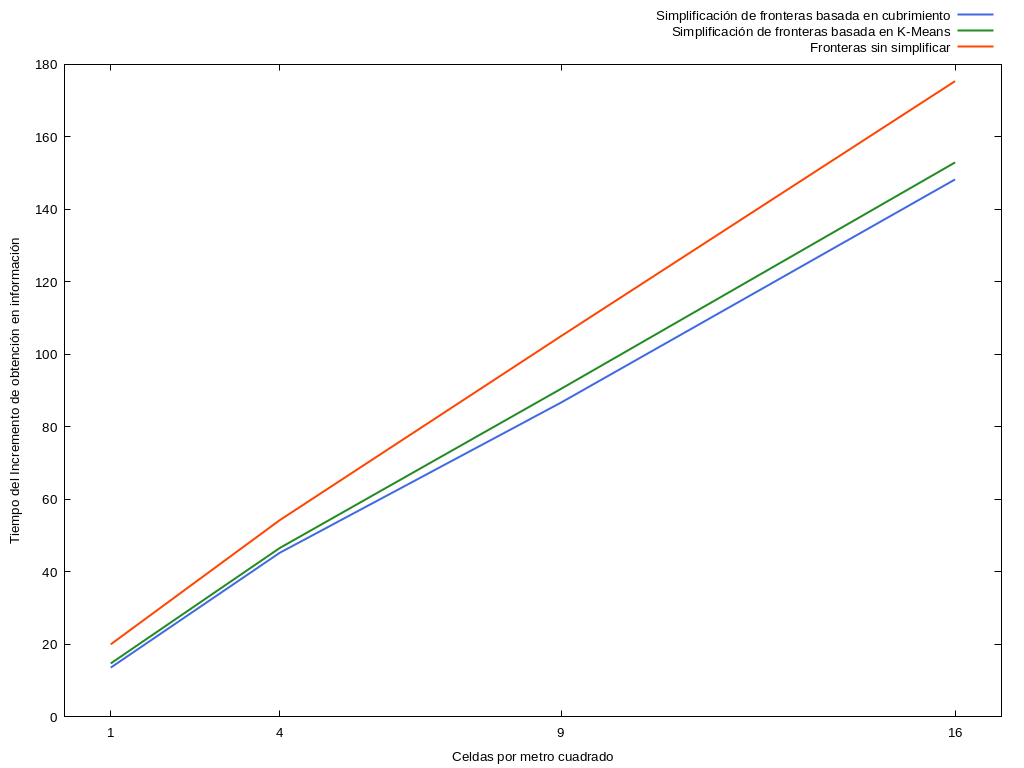 Simplificación de fronteras basada en cubrimiento
Simplificación de fronteras basada en K-Means
Fronteras sin simplificar
180
160
140
120
100
80
60
40
20
0
Tiempo del Incremento de obtención en información
1 4 9 16
Celdas por metro cuadrado